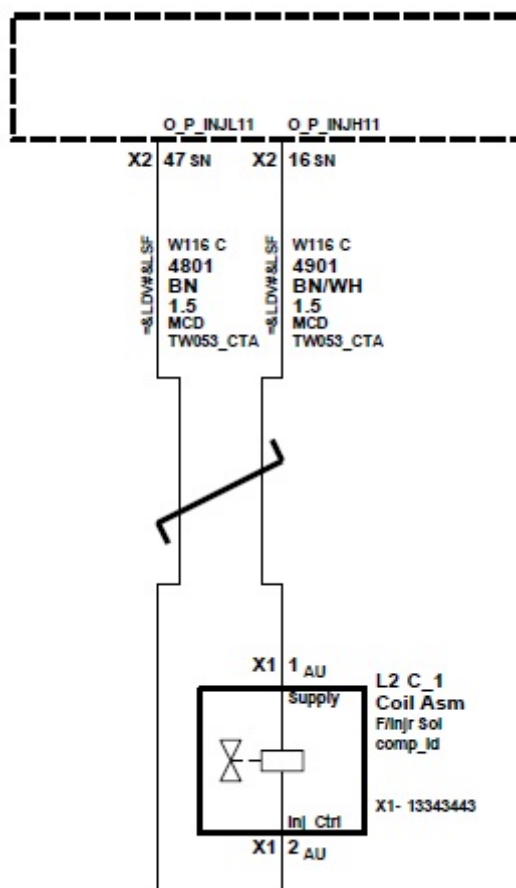 O_P_INJL11 O_P_INJH11
X2 47 SN X2 16 SN
=&LDV#&LSF
W116 C
4801
BN
1.5
MCD
TW053_CTA
=&LDV#&LSF
W116 C
4901
BN/WH
1.5
MCD
TW053_CTA
X1 1 AU
Supply
L2 C_1
Coil Asm
F/Injr Sol
comp_id
X1- 13343443
Inj_Ctrl
X1 2 AU